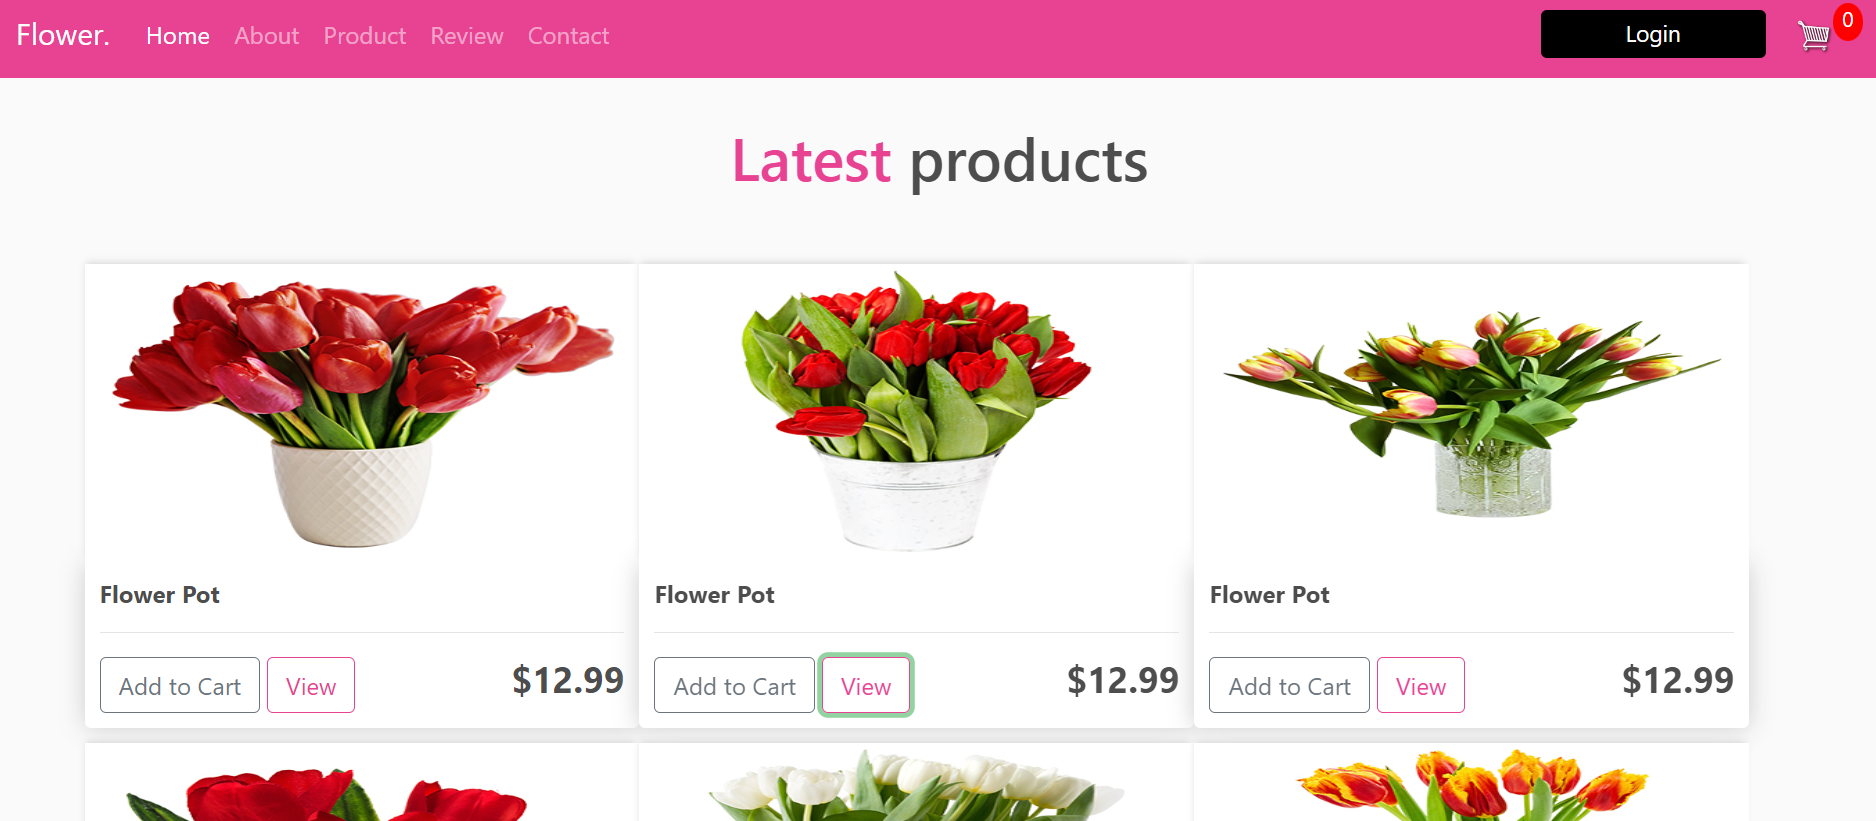 Flower. Home About Product Review Contact Login 0
Latest products
Flower Pot Flower Pot Flower Pot
Add to Cart View $12.99 Add to Cart View $12.99 Add to Cart View $12.99